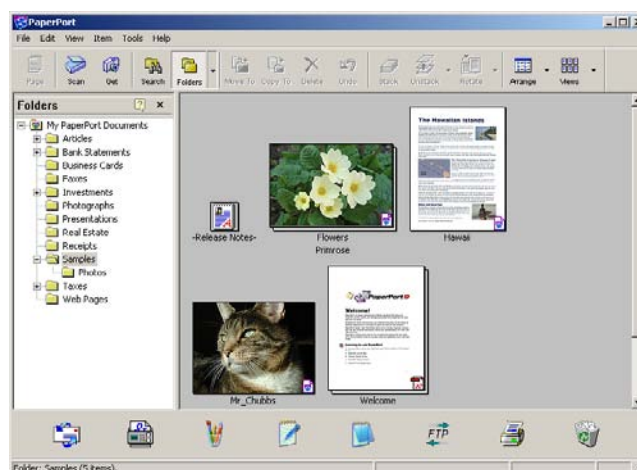 PaperPort
File Edit View Item Tools Help
Page Scan Get Search Folders Move To Copy To Delete Undo Stack Unstack Rotate Arrange Views
Folders
My PaperPort Documents
Articles
Bank Statements
Business Cards
Faxes
Investments
Photographs
Presentations
Real Estate
Receipts
Samples
Photos
Taxes
Web Pages
-Release Notes-
Flowers
Primrose
The Hawaiian Islands
Hawaii
Mr_Chubbs
PaperPort
Welcome!
Welcome
FTP
Folder: Samples (5 items)